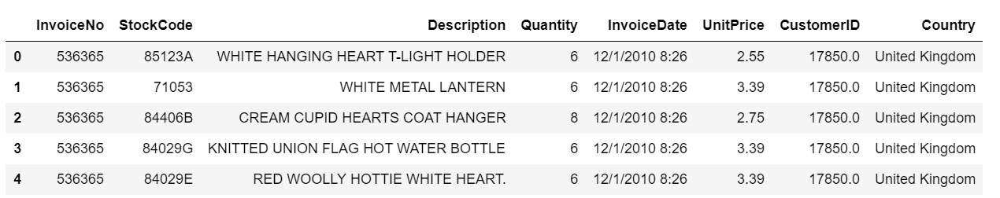 InvoiceNo StockCode Description Quantity InvoiceDate UnitPrice CustomerID Country
0 536365 85123A WHITE HANGING HEART T-LIGHT HOLDER 6 12/1/2010 8:26 2.55 17850.0 United Kingdom
1 536365 71053 WHITE METAL LANTERN 6 12/1/2010 8:26 3.39 17850.0 United Kingdom
2 536365 84406B CREAM CUPID HEARTS COAT HANGER 8 12/1/2010 8:26 2.75 17850.0 United Kingdom
3 536365 84029G KNITTED UNION FLAG HOT WATER BOTTLE 6 12/1/2010 8:26 3.39 17850.0 United Kingdom
4 536365 84029E RED WOOLLY HOTTIE WHITE HEART. 6 12/1/2010 8:26 3.39 17850.0 United Kingdom